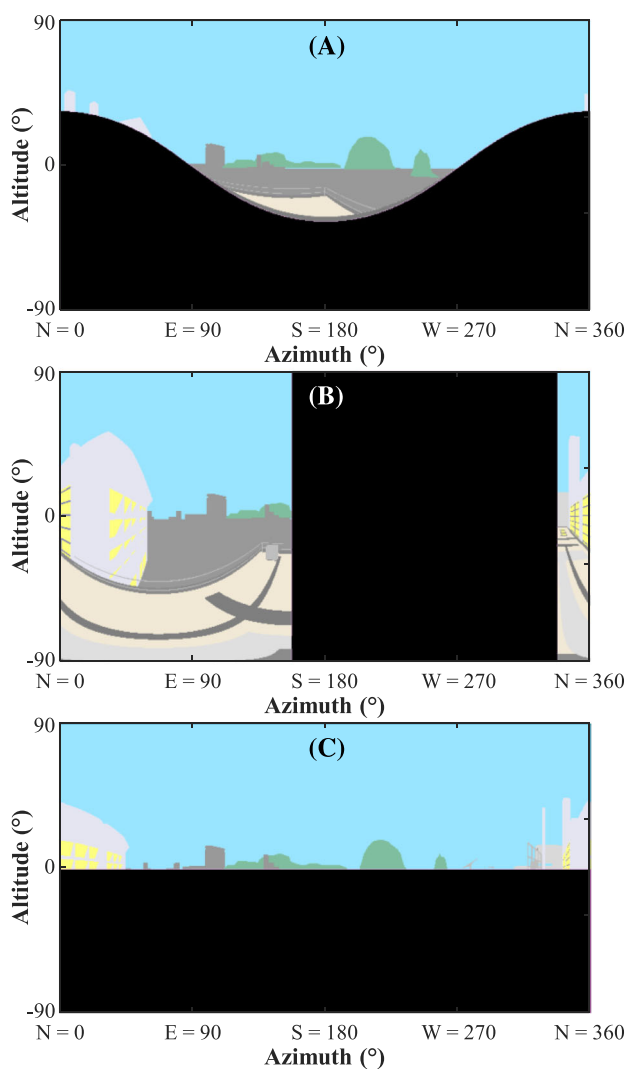 (A)
90
0
-90
Altitude (°)
N = 0 E = 90 S = 180 W = 270 N = 360
Azimuth (°)
(B)
90
0
-90
Altitude (°)
N = 0 E = 90 S = 180 W = 270 N = 360
Azimuth (°)
(C)
90
0
-90
Altitude (°)
N = 0 E = 90 S = 180 W = 270 N = 360
Azimuth (°)